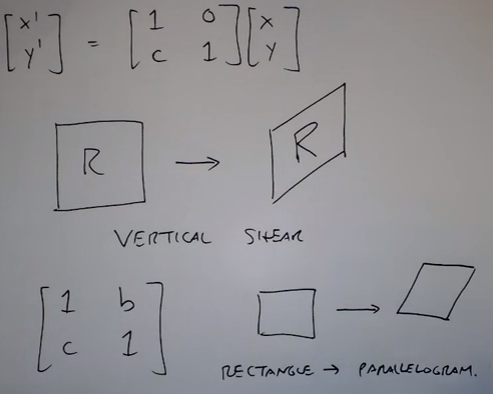 [x' y'] = [1 0 c 1] [x y]
R → R
VERTICAL SHEAR
[1 b c 1] →
RECTANGLE → PARALLELOGRAM.